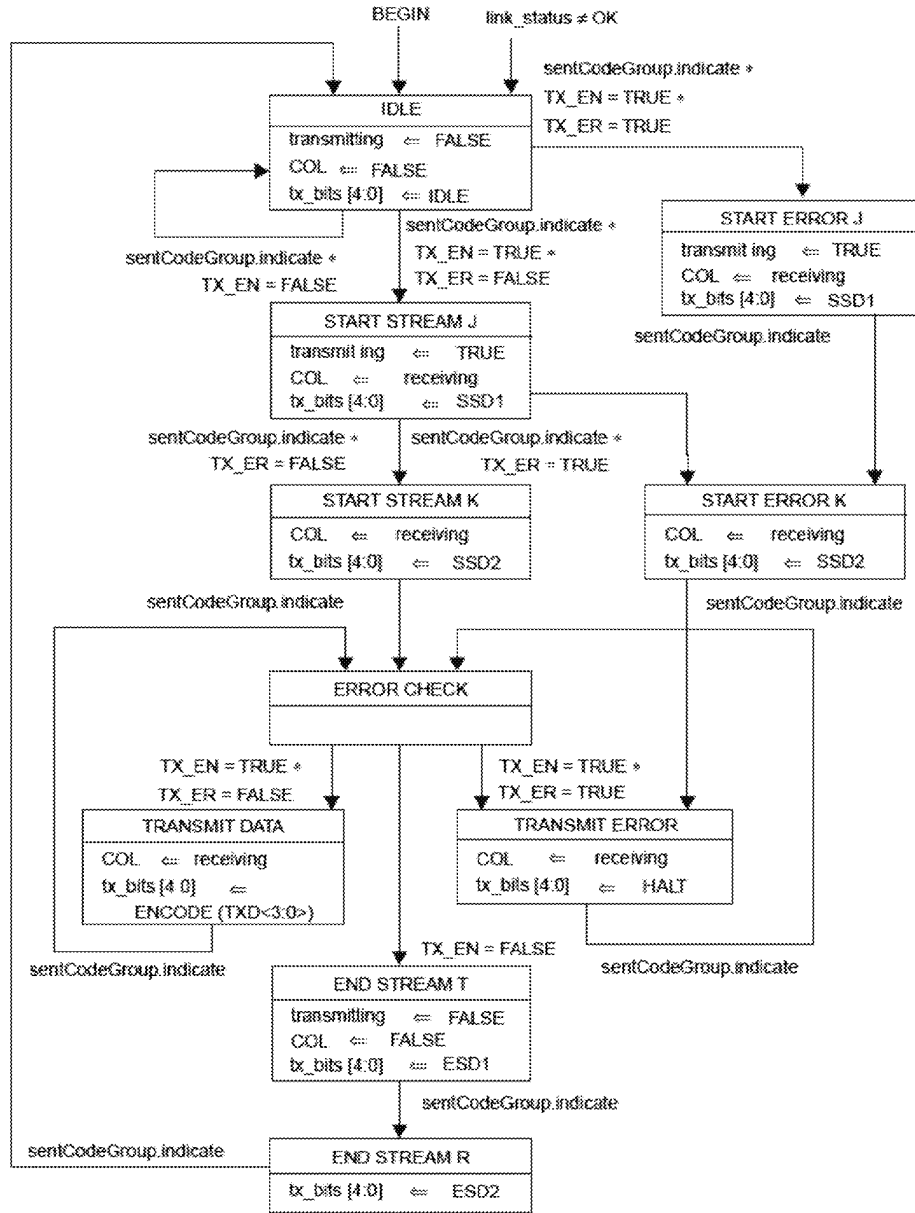 BEGIN
link_status ≠ OK
sentCodeGroup.indicate *
TX_EN = TRUE *
TX_ER = TRUE
IDLE
transmitting ⇐ FALSE
COL ⇐ FALSE
tx_bits [4:0] ⇐ IDLE
sentCodeGroup.indicate *
TX_EN = FALSE
sentCodeGroup.indicate *
TX_EN = TRUE *
TX_ER = FALSE
START ERROR J
transmit ing ⇐ TRUE
COL ⇐ receiving
tx_bits [4:0] ⇐ SSD1
sentCodeGroup.indicate
START STREAM J
transmit ing ⇐ TRUE
COL ⇐ receiving
tx_bits [4:0] ⇐ SSD1
sentCodeGroup.indicate *
TX_ER = FALSE
sentCodeGroup.indicate *
TX_ER = TRUE
START STREAM K
COL ⇐ receiving
tx_bits [4:0] ⇐ SSD2
START ERROR K
COL ⇐ receiving
tx_bits [4:0] ⇐ SSD2
sentCodeGroup.indicate
sentCodeGroup.indicate
ERROR CHECK
TX_EN = TRUE *
TX_ER = FALSE
TX_EN = TRUE *
TX_ER = TRUE
TRANSMIT DATA
COL ⇐ receiving
tx_bits [4 0] ⇐
ENCODE (TXD<3:0>)
TRANSMIT ERROR
COL ⇐ receiving
tx_bits [4:0] ⇐ HALT
sentCodeGroup.indicate
TX_EN = FALSE
sentCodeGroup.indicate
END STREAM T
transmitting ⇐ FALSE
COL ⇐ FALSE
tx_bits [4:0] ⇐ ESD1
sentCodeGroup.indicate
sentCodeGroup.indicate
END STREAM R
tx_bits [4:0] ⇐ ESD2